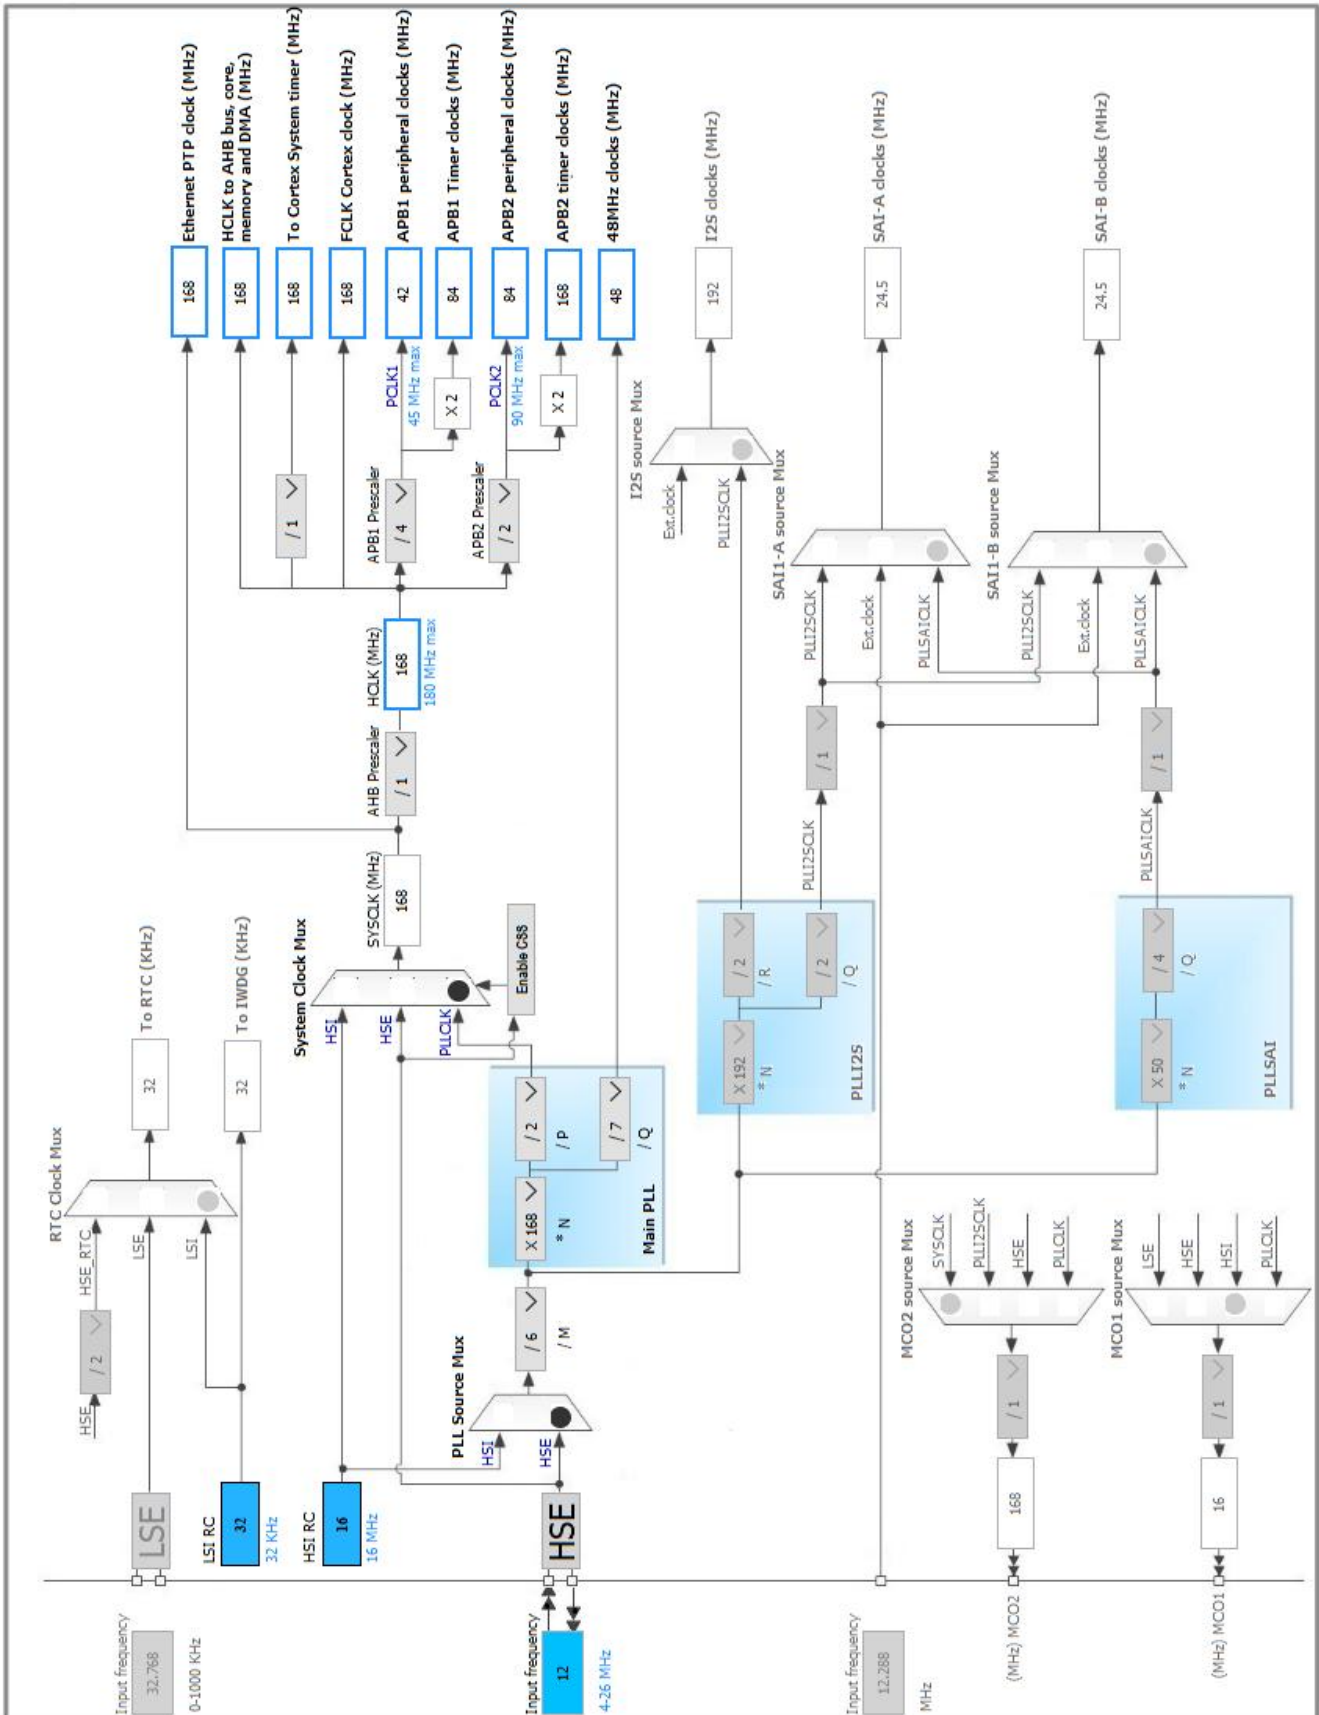 Input frequency
32.768
0-1000 KHz
LSE
LSI RC
32
32 KHz
HSE
/ 2
HSE_RTC
LSE
LSI
RTC Clock Mux
32
To RTC (KHz)
32
To IWDG (KHz)
HSI RC
16
16 MHz
Input frequency
12
4-26 MHz
HSE
HSI
HSE
PLL Source Mux
/ 6
/ M
X 168
* N
/ 2
/ P
/ 7
/ Q
Main PLL
System Clock Mux
HSI
HSE
PLLCLK
Enable CSS
SYSCLK (MHz)
168
AHB Prescaler
/ 1
HCLK (MHz)
168
180 MHz max
/ 1
APB1 Prescaler
/ 4
PCLK1
45 MHz max
X 2
APB2 Prescaler
/ 2
PCLK2
90 MHz max
X 2
168
Ethernet PTP clock (MHz)
168
HCLK to AHB bus, core,
memory and DMA (MHz)
168
To Cortex System timer (MHz)
168
FCLK Cortex clock (MHz)
42
APB1 peripheral clocks (MHz)
84
APB1 Timer clocks (MHz)
84
APB2 peripheral clocks (MHz)
168
APB2 timer clocks (MHz)
48
48MHz clocks (MHz)
X 192
* N
/ 2
/ R
/ 2
/ Q
PLLI2S
PLLI2SCLK
/ 1
I2S source Mux
Ext.clock
PLLI2SCLK
192
I2S clocks (MHz)
Input frequency
12.288
MHz
SAI1-A source Mux
PLLI2SCLK
Ext.clock
PLLSAICLK
24.5
SAI-A clocks (MHz)
X 50
* N
/ 4
/ Q
PLLSAI
PLLSAICLK
/ 1
SAI1-B source Mux
PLLI2SCLK
Ext.clock
PLLSAICLK
24.5
SAI-B clocks (MHz)
(MHz) MCO2
168
/ 1
MCO2 source Mux
SYSCLK
PLLI2SCLK
HSE
PLLCLK
(MHz) MCO1
16
/ 1
MCO1 source Mux
LSE
HSE
HSI
PLLCLK